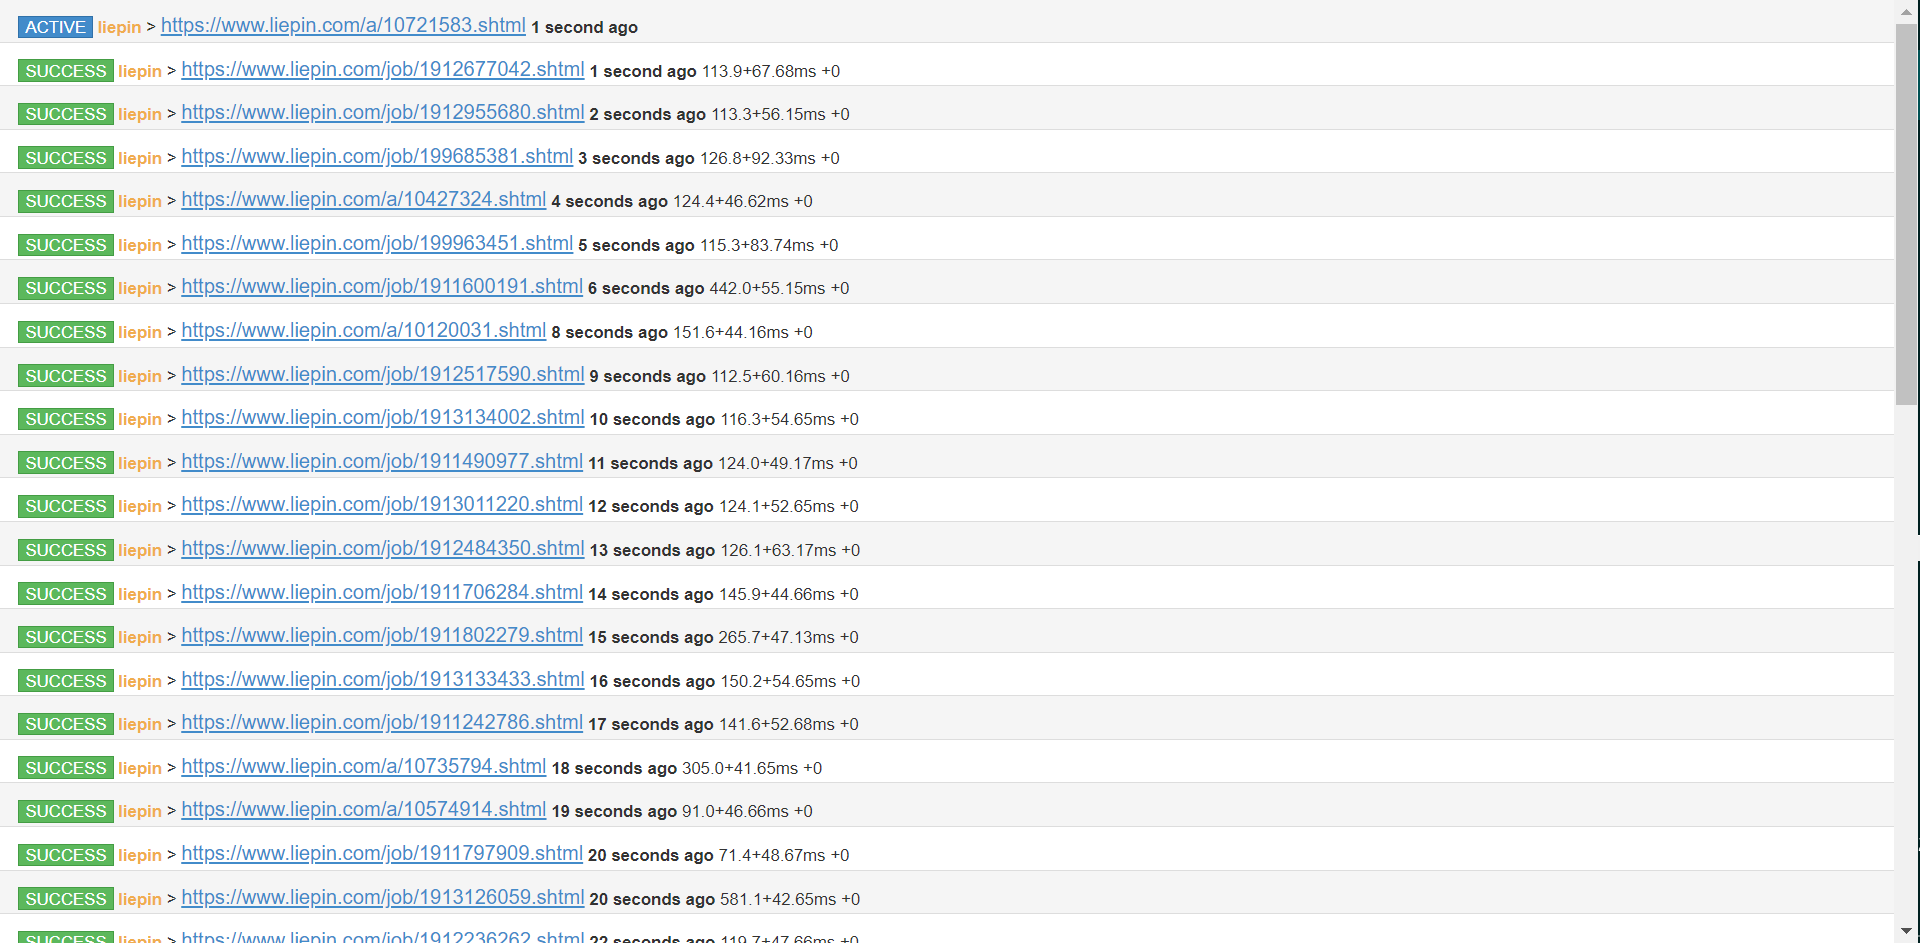 ACTIVE liepin > https://www.liepin.com/a/10721583.shtml 1 second ago
SUCCESS liepin > https://www.liepin.com/job/1912677042.shtml 1 second ago 113.9+67.68ms +0
SUCCESS liepin > https://www.liepin.com/job/1912955680.shtml 2 seconds ago 113.3+56.15ms +0
SUCCESS liepin > https://www.liepin.com/job/199685381.shtml 3 seconds ago 126.8+92.33ms +0
SUCCESS liepin > https://www.liepin.com/a/10427324.shtml 4 seconds ago 124.4+46.62ms +0
SUCCESS liepin > https://www.liepin.com/job/199963451.shtml 5 seconds ago 115.3+83.74ms +0
SUCCESS liepin > https://www.liepin.com/job/1911600191.shtml 6 seconds ago 442.0+55.15ms +0
SUCCESS liepin > https://www.liepin.com/a/10120031.shtml 8 seconds ago 151.6+44.16ms +0
SUCCESS liepin > https://www.liepin.com/job/1912517590.shtml 9 seconds ago 112.5+60.16ms +0
SUCCESS liepin > https://www.liepin.com/job/1913134002.shtml 10 seconds ago 116.3+54.65ms +0
SUCCESS liepin > https://www.liepin.com/job/1911490977.shtml 11 seconds ago 124.0+49.17ms +0
SUCCESS liepin > https://www.liepin.com/job/1913011220.shtml 12 seconds ago 124.1+52.65ms +0
SUCCESS liepin > https://www.liepin.com/job/1912484350.shtml 13 seconds ago 126.1+63.17ms +0
SUCCESS liepin > https://www.liepin.com/job/1911706284.shtml 14 seconds ago 145.9+44.66ms +0
SUCCESS liepin > https://www.liepin.com/job/1911802279.shtml 15 seconds ago 265.7+47.13ms +0
SUCCESS liepin > https://www.liepin.com/job/1913133433.shtml 16 seconds ago 150.2+54.65ms +0
SUCCESS liepin > https://www.liepin.com/job/1911242786.shtml 17 seconds ago 141.6+52.68ms +0
SUCCESS liepin > https://www.liepin.com/a/10735794.shtml 18 seconds ago 305.0+41.65ms +0
SUCCESS liepin > https://www.liepin.com/a/10574914.shtml 19 seconds ago 91.0+46.66ms +0
SUCCESS liepin > https://www.liepin.com/job/1911797909.shtml 20 seconds ago 71.4+48.67ms +0
SUCCESS liepin > https://www.liepin.com/job/1913126059.shtml 20 seconds ago 581.1+42.65ms +0
SUCCESS liepin > https://www.liepin.com/job/1912236262.shtml 22 seconds ago 119.7+47.66ms +0